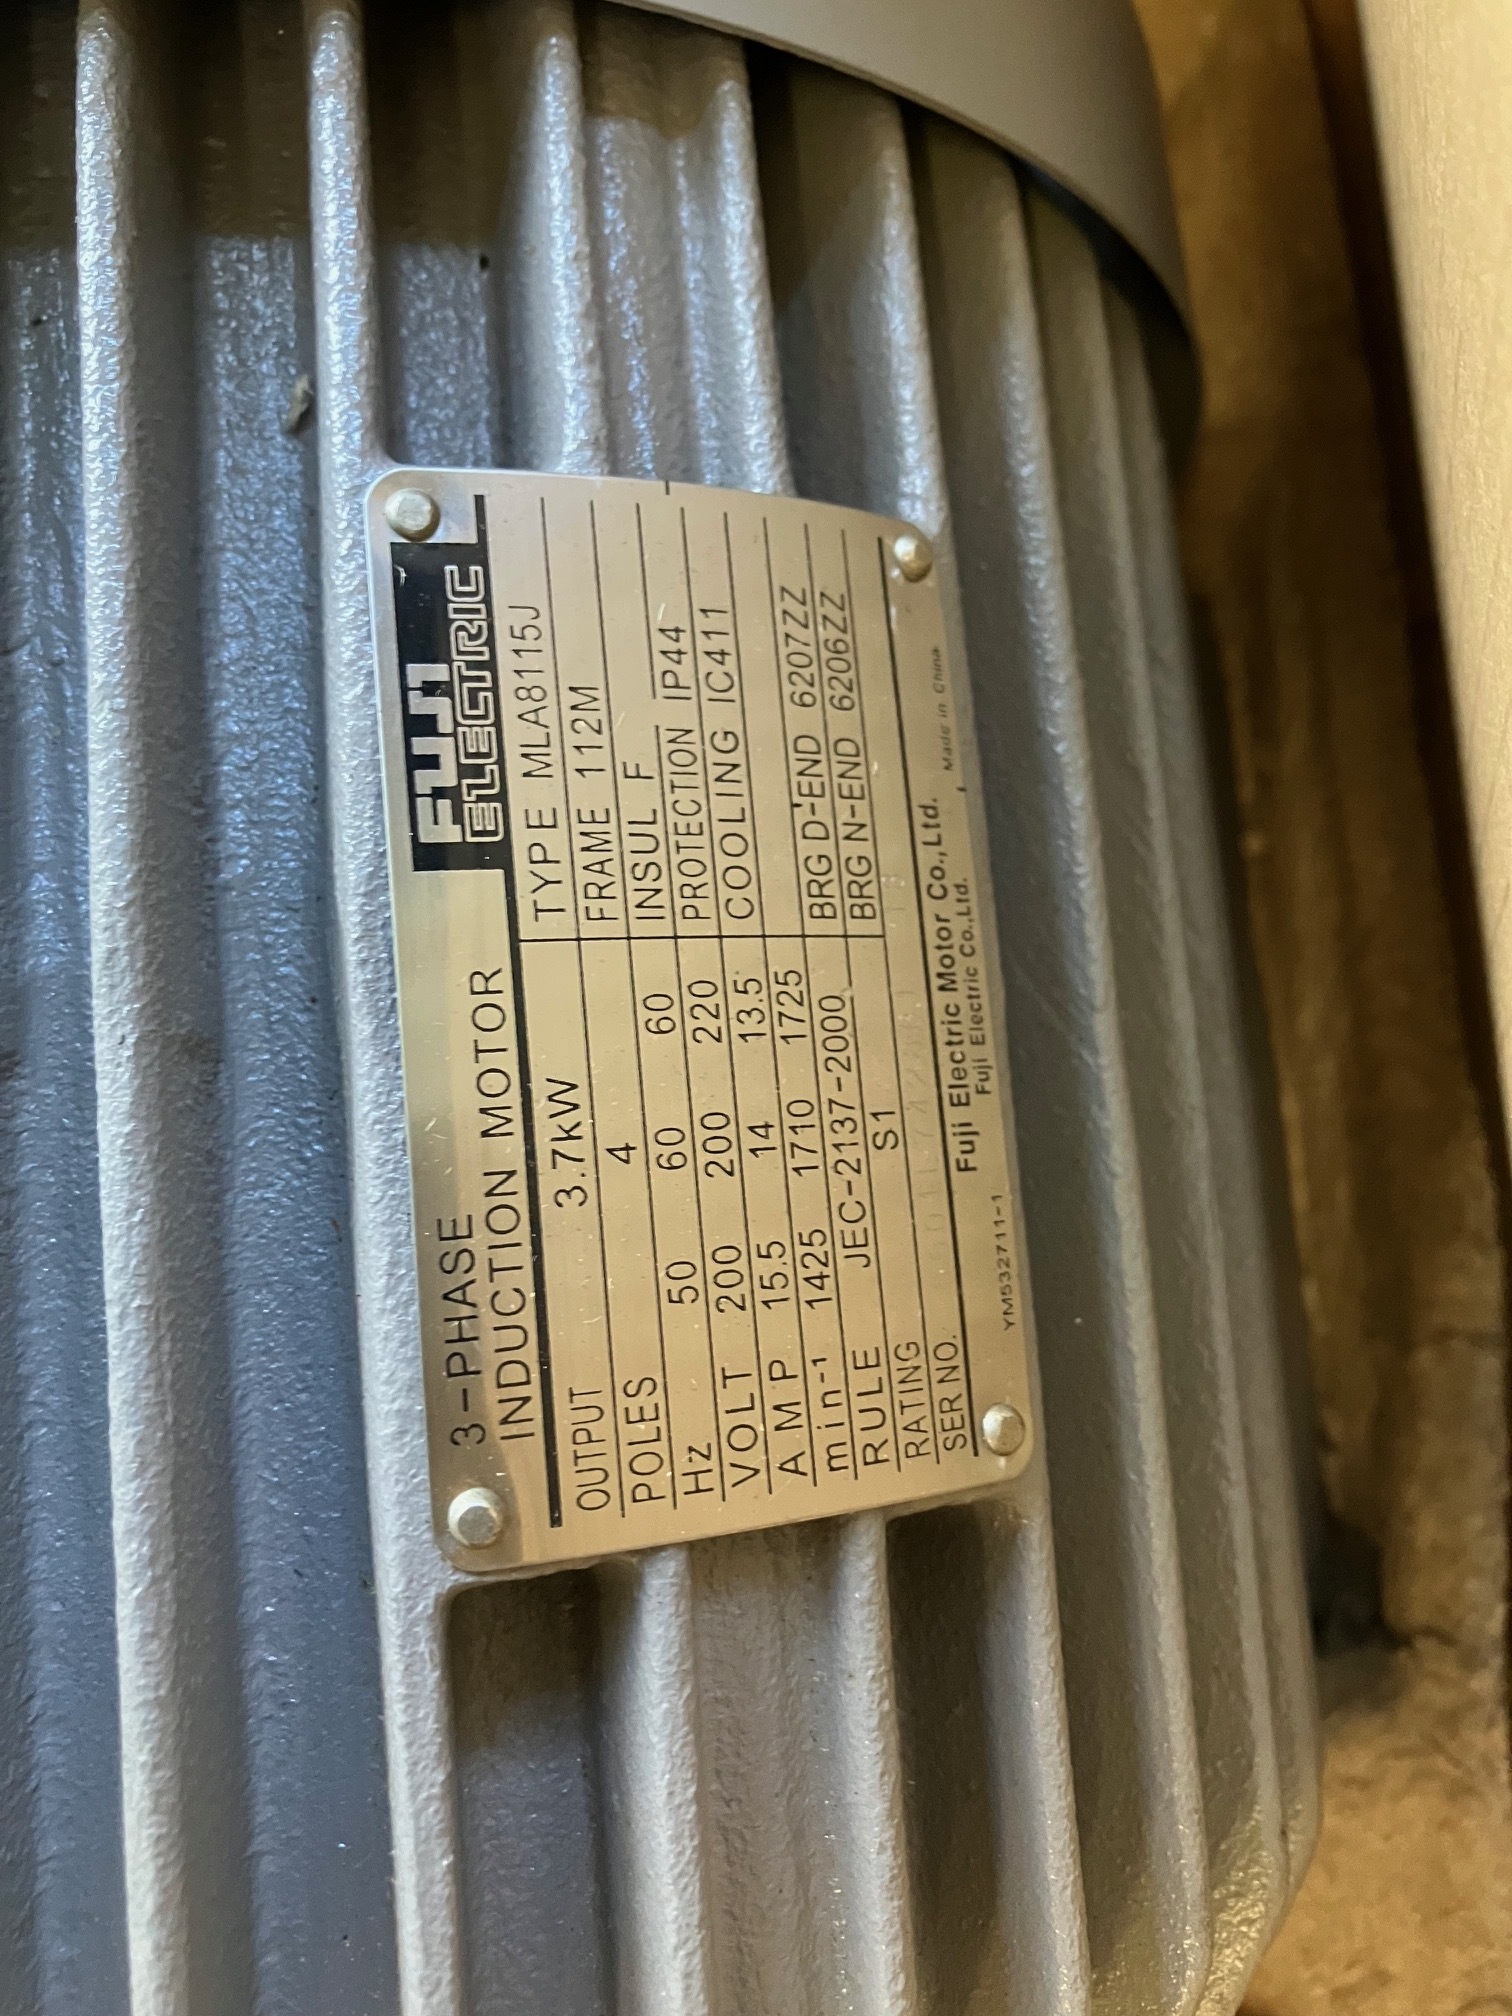 3-PHASE
INDUCTION MOTOR
FUJI
ELECTRIC
OUTPUT 3.7kW
POLES 4
Hz 50 60 60
VOLT 200 200 220
AMP 15.5 14 13.5
min-1 1425 1710 1725
RULE JEC-2137-2000
RATING S1
SER NO.
TYPE MLA8115J
FRAME 112M
INSUL F
PROTECTION IP44
COOLING IC411
BRG D-END 6207ZZ
BRG N-END 6206ZZ
Fuji Electric Motor Co.,Ltd.
Fuji Electric Co.,Ltd.
Made in China
YM532711-1